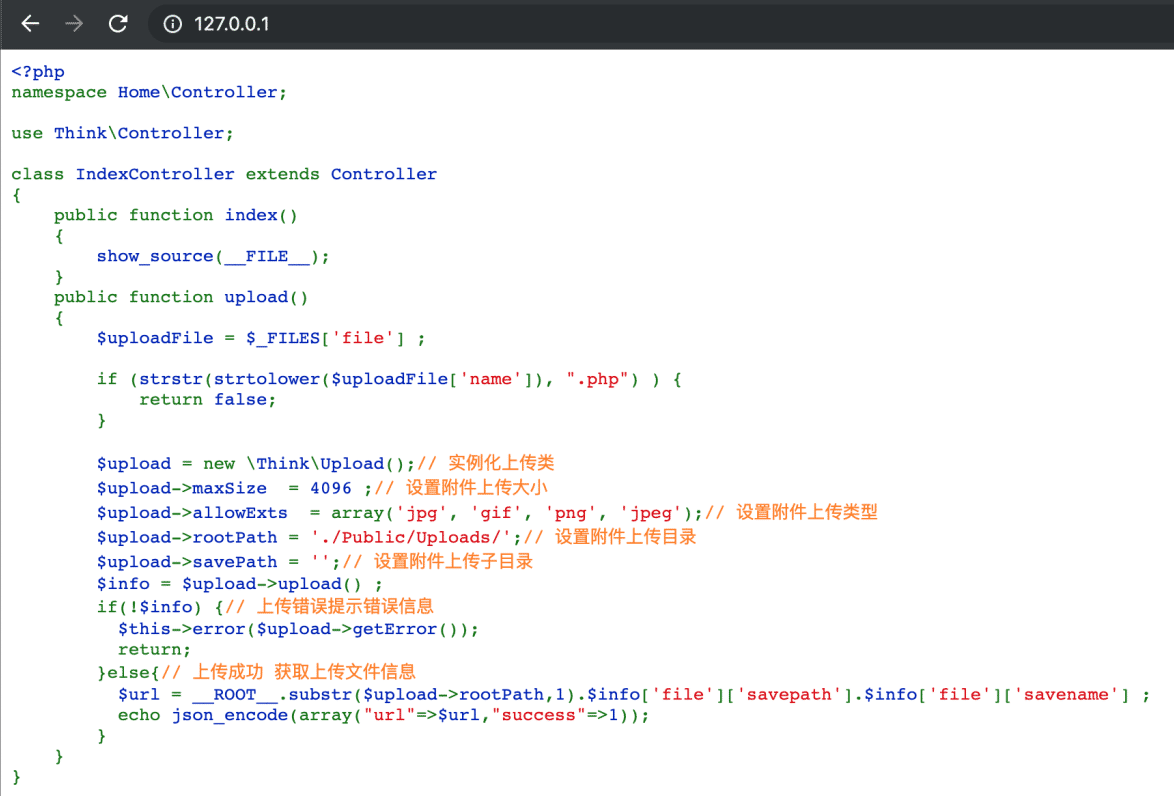 127.0.0.1
<?php
namespace Home\Controller;
use Think\Controller;
class IndexController extends Controller
{
    public function index()
    {
        show_source(__FILE__);
    }
    public function upload()
    {
        $uploadFile = $_FILES['file'] ;
        if (strstr(strtolower($uploadFile['name']), ".php") ) {
            return false;
        }
        $upload = new \Think\Upload();// 实例化上传类
        $upload->maxSize  = 4096 ;// 设置附件上传大小
        $upload->allowExts  = array('jpg', 'gif', 'png', 'jpeg');// 设置附件上传类型
        $upload->rootPath = './Public/Uploads/';// 设置附件上传目录
        $upload->savePath = '';// 设置附件上传子目录
        $info = $upload->upload() ;
        if(!$info) {// 上传错误提示错误信息
          $this->error($upload->getError());
          return;
        }else{// 上传成功 获取上传文件信息
          $url = __ROOT__.substr($upload->rootPath,1).$info['file']['savepath'].$info['file']['savename'] ;
          echo json_encode(array("url"=>$url,"success"=>1));
        }
    }
}